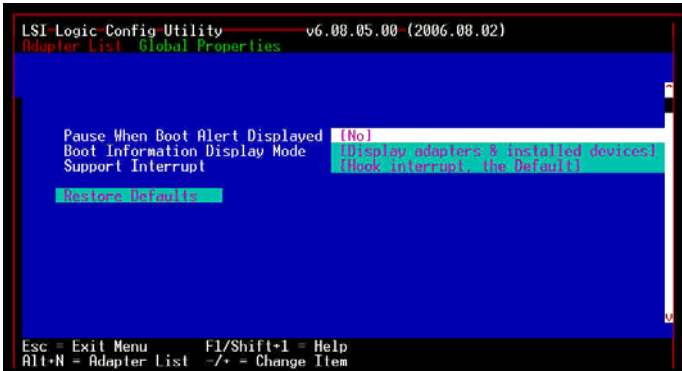 LSI Logic Config Utility v6.08.05.00 (2006.08.02)
Adapter List Global Properties
Pause When Boot Alert Displayed [No]
Boot Information Display Mode [Display adapters & installed devices]
Support Interrupt [Hook interrupt, the Default]
Restore Defaults
Esc = Exit Menu F1/Shift+1 = Help
Alt+N = Adapter List -/+ = Change Item